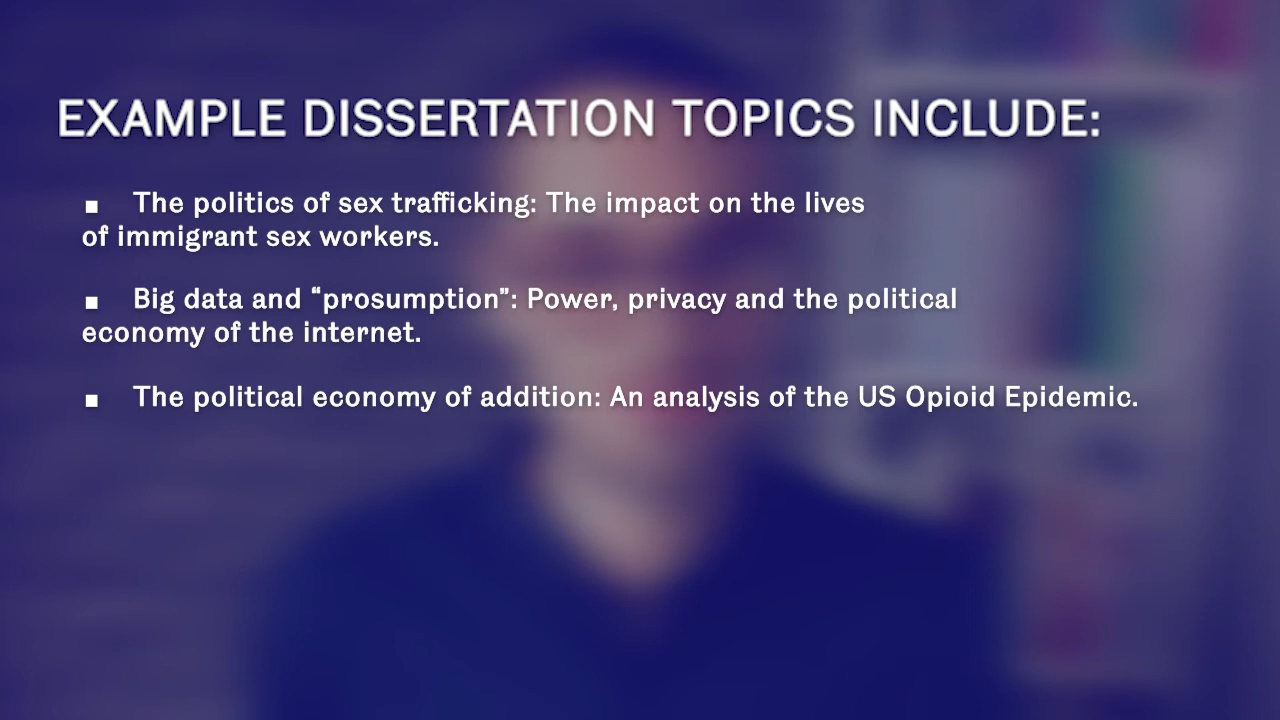 EXAMPLE DISSERTATION TOPICS INCLUDE:
▪ The politics of sex trafficking: The impact on the lives
of immigrant sex workers.
▪ Big data and “prosumption”: Power, privacy and the political
economy of the internet.
▪ The political economy of addition: An analysis of the US Opioid Epidemic.